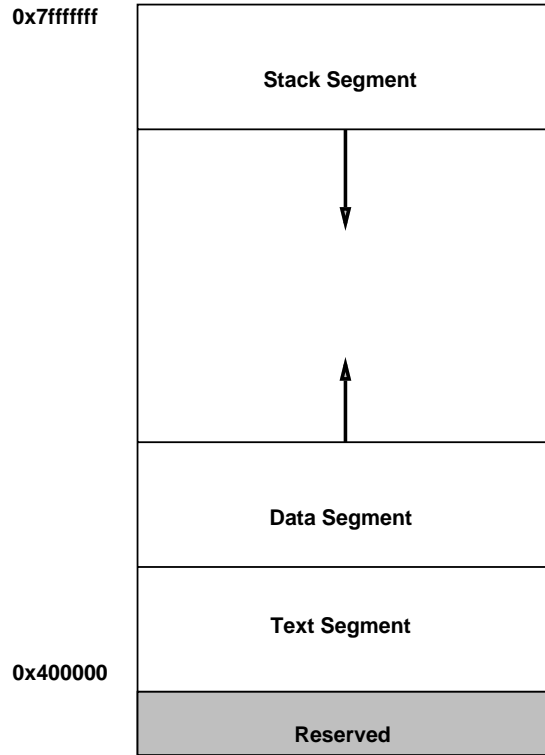 0x7fffffff
Stack Segment
Data Segment
Text Segment
0x400000
Reserved